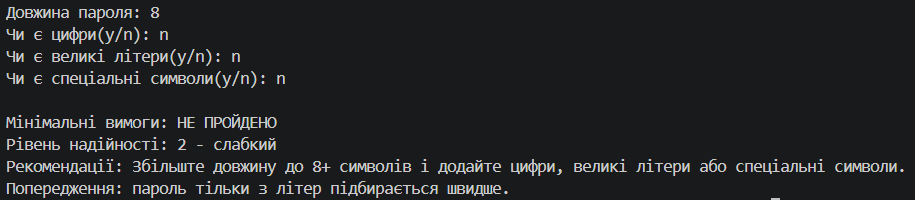 Довжина пароля: 8
Чи є цифри(y/n): n
Чи є великі літери(y/n): n
Чи є спеціальні символи(y/n): n
Мінімальні вимоги: НЕ ПРОЙДЕНО
Рівень надійності: 2 - слабкий
Рекомендації: Збільште довжину до 8+ символів і додайте цифри, великі літери або спеціальні символи.
Попередження: пароль тільки з літер підбирається швидше.